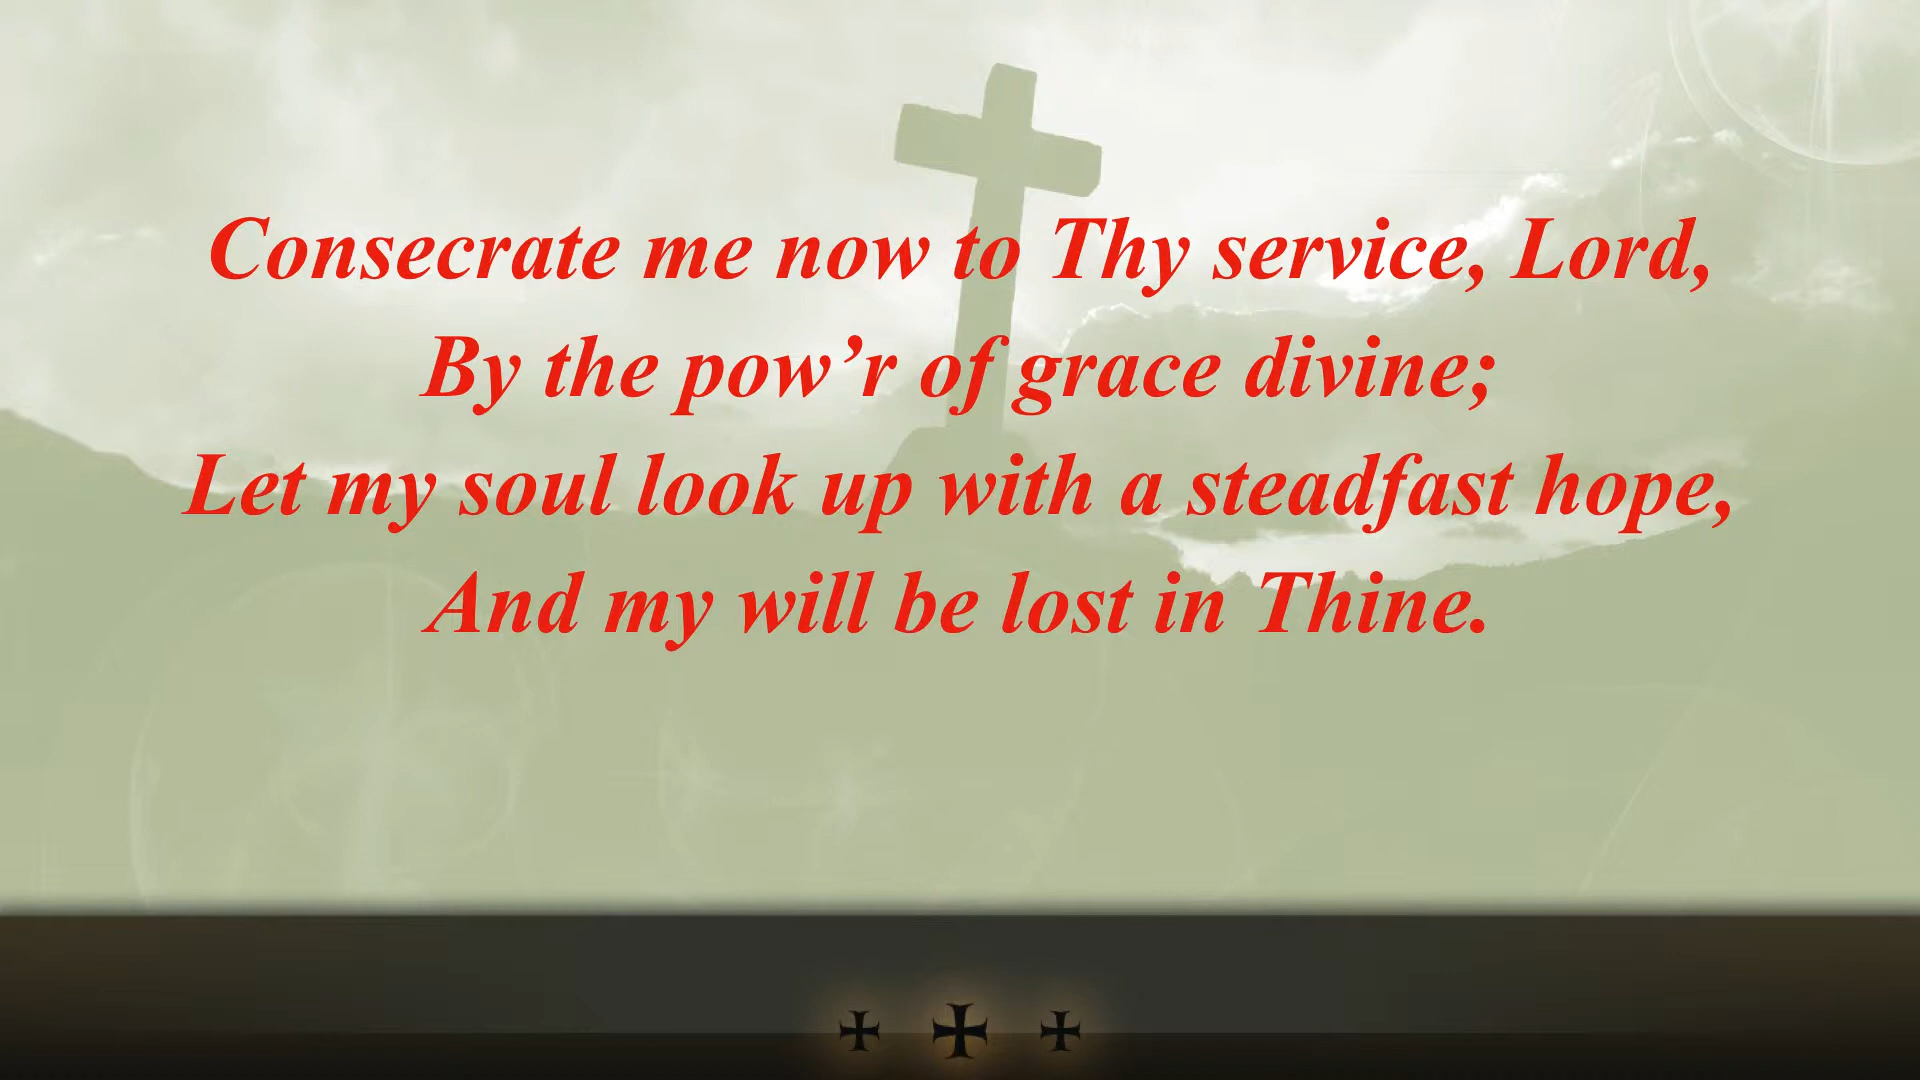 Consecrate me now to Thy service, Lord,
By the pow’r of grace divine;
Let my soul look up with a steadfast hope,
And my will be lost in Thine.